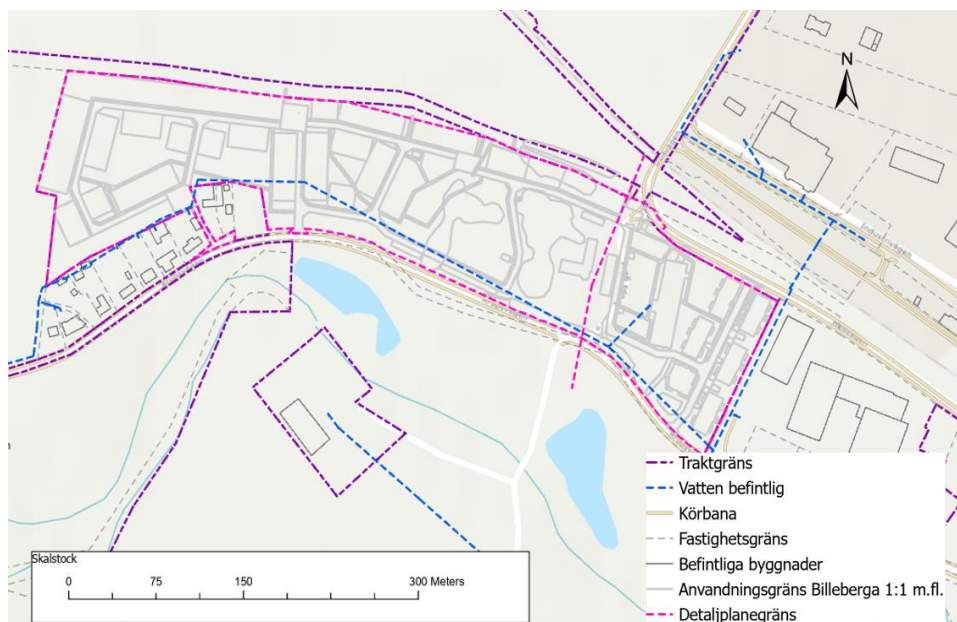 N
Industrivägen
Traktgräns
Vatten befintlig
Körbana
Fastighetsgräns
Befintliga byggnader
Anvandningsgräns Billeberga 1:1 m.fl.
Detaljplanegräns
Skalstock
0 75 150 300 Meters